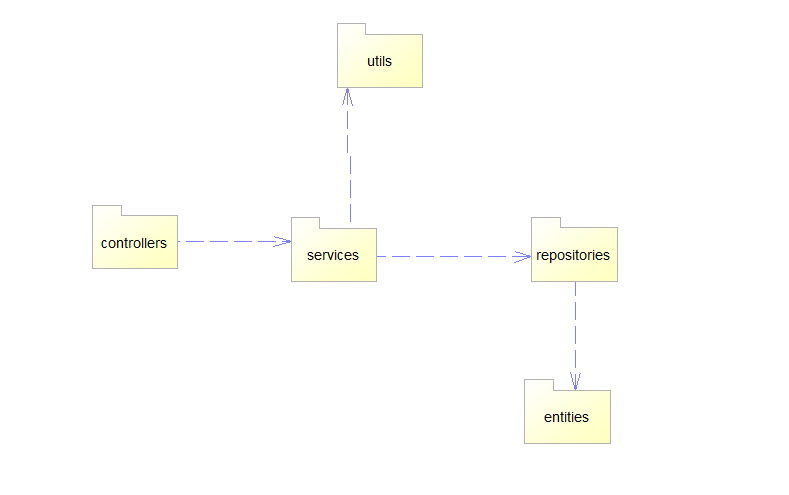 utils
controllers
services
repositories
entities